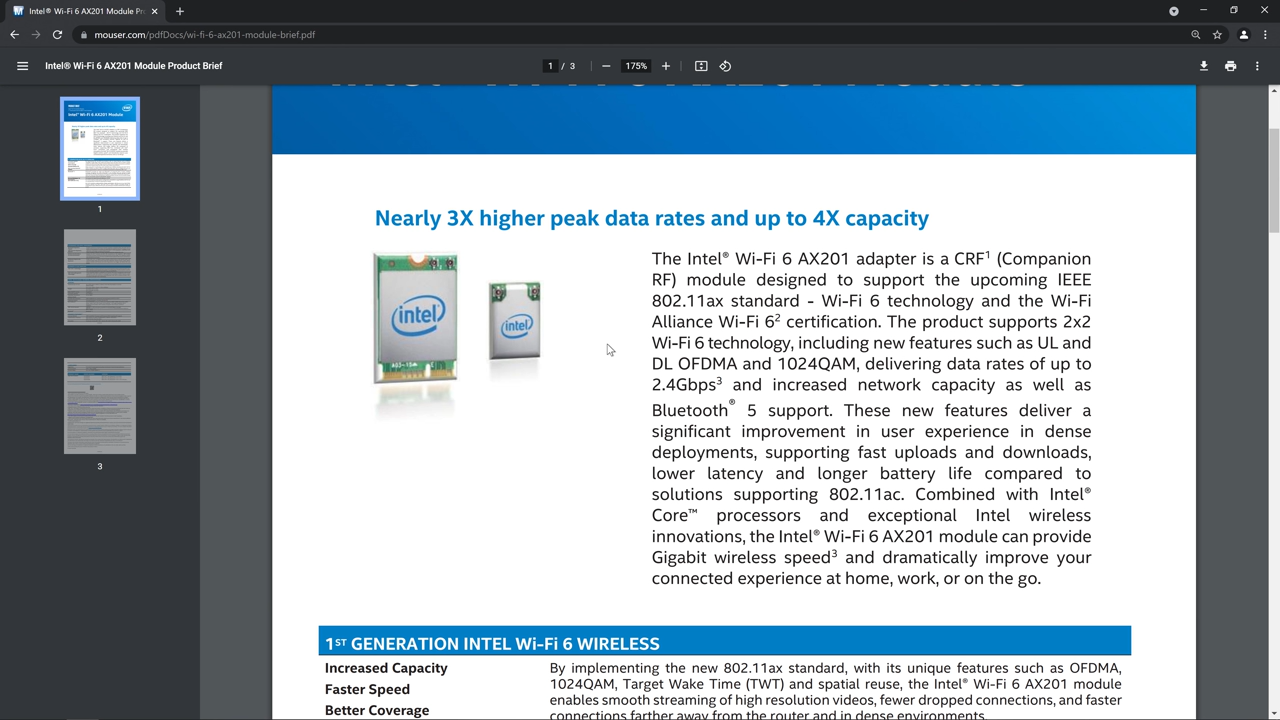 Intel® Wi-Fi 6 AX201 Module Pr
mouser.com/pdfDocs/wi-fi-6-ax201-module-brief.pdf
Intel® Wi-Fi 6 AX201 Module Product Brief
1 / 3
175%
1
2
3
Nearly 3X higher peak data rates and up to 4X capacity
intel
intel
The Intel® Wi-Fi 6 AX201 adapter is a CRF¹ (Companion
RF) module designed to support the upcoming IEEE
802.11ax standard - Wi-Fi 6 technology and the Wi-Fi
Alliance Wi-Fi 6² certification. The product supports 2x2
Wi-Fi 6 technology, including new features such as UL and
DL OFDMA and 1024QAM, delivering data rates of up to
2.4Gbps³ and increased network capacity as well as
Bluetooth® 5 support. These new features deliver a
significant improvement in user experience in dense
deployments, supporting fast uploads and downloads,
lower latency and longer battery life compared to
solutions supporting 802.11ac. Combined with Intel®
Core™ processors and exceptional Intel wireless
innovations, the Intel® Wi-Fi 6 AX201 module can provide
Gigabit wireless speed³ and dramatically improve your
connected experience at home, work, or on the go.
1ST GENERATION INTEL Wi-Fi 6 WIRELESS
Increased Capacity
Faster Speed
Better Coverage
By implementing the new 802.11ax standard, with its unique features such as OFDMA,
1024QAM, Target Wake Time (TWT) and spatial reuse, the Intel® Wi-Fi 6 AX201 module
enables smooth streaming of high resolution videos, fewer dropped connections, and faster
connections farther away from the router and in dense environments.